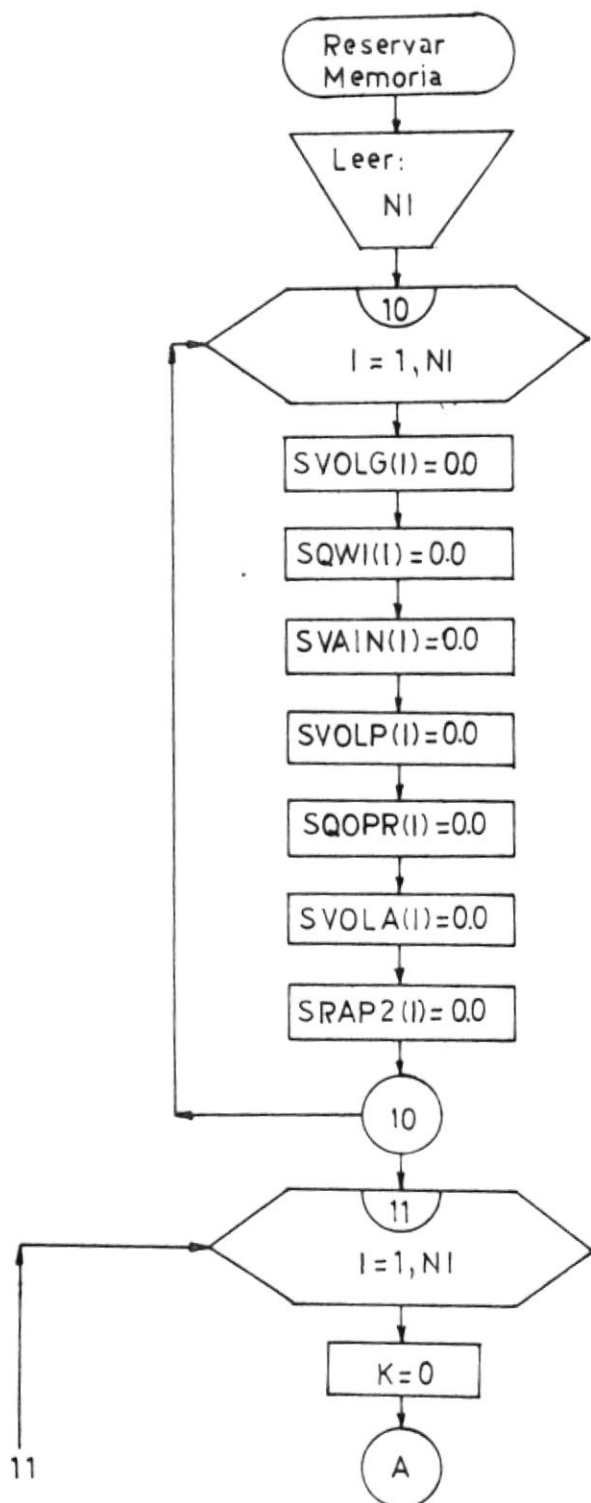 Reservar
Memoria
Leer:
NI
10
I = 1, NI
SVOLG(I)=0.0
SQWI(I)=0.0
SVAIN(I)=0.0
SVOLP(I)=0.0
SQOPR(I)=0.0
SVOLA(I)=0.0
SRAP2(I)=0.0
10
11
I=1, NI
K=0
11
A